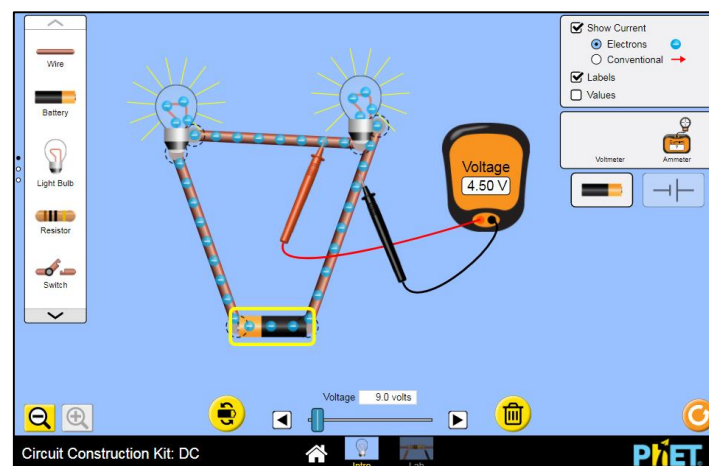 Wire
Battery
Light Bulb
Resistor
Switch
Voltage
4.50 V
Show Current
Electrons
Conventional
Labels
Values
Voltmeter
Ammeter
Voltage 9.0 volts
Circuit Construction Kit: DC
Intro
Lab
PhET